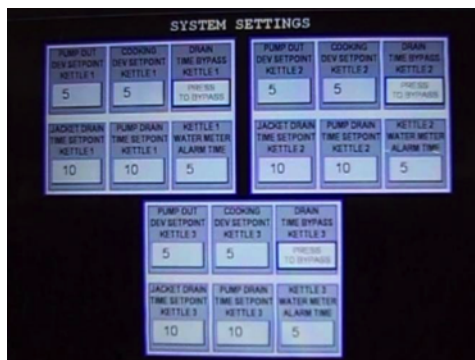 SYSTEM SETTINGS
PUMP OUT
DEV SETPOINT
KETTLE 1
5
COOKING
DEV SETPOINT
KETTLE 1
5
DRAIN
TIME BYPASS
KETTLE 1
PRESS
TO BYPASS
JACKET DRAIN
TIME SETPOINT
KETTLE 1
10
PUMP DRAIN
TIME SETPOINT
KETTLE 1
10
KETTLE 1
WATER METER
ALARM TIME
5
PUMP OUT
DEV SETPOINT
KETTLE 2
5
COOKING
DEV SETPOINT
KETTLE 2
5
DRAIN
TIME BYPASS
KETTLE 2
PRESS
TO BYPASS
JACKET DRAIN
TIME SETPOINT
KETTLE 2
10
PUMP DRAIN
TIME SETPOINT
KETTLE 2
10
KETTLE 2
WATER METER
ALARM TIME
5
PUMP OUT
DEV SETPOINT
KETTLE 3
5
COOKING
DEV SETPOINT
KETTLE 3
5
DRAIN
TIME BYPASS
KETTLE 3
PRESS
TO BYPASS
JACKET DRAIN
TIME SETPOINT
KETTLE 3
10
PUMP DRAIN
TIME SETPOINT
KETTLE 3
10
KETTLE 3
WATER METER
ALARM TIME
5